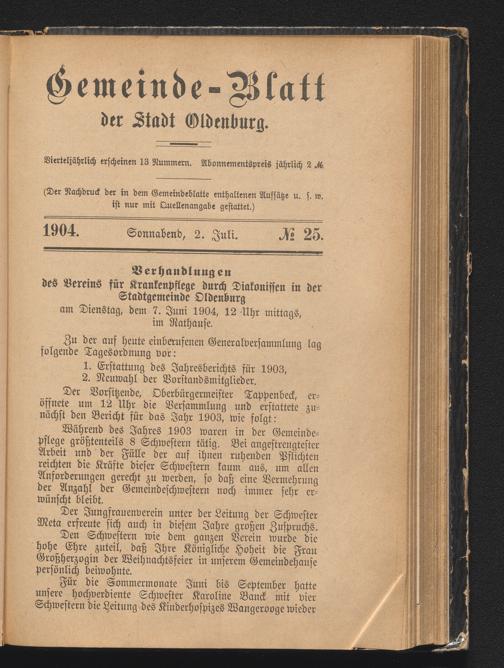 Gemeinde-Blatt
der Stadt Oldenburg.
Vierteljährlich erscheinen 13 Nummern. Abonnementspreis jährlich 2 ℳ
(Der Nachdruck der in dem Gemeindeblatte enthaltenen Aufsätze u. s. w.
ist nur mit Quellenangabe gestattet.)
1904. Sonnabend, 2. Juli. № 25.
Verhandlungen
des Vereins für Krankenpflege durch Diakonissen in der
Stadtgemeinde Oldenburg
am Dienstag, dem 7. Juni 1904, 12 Uhr mittags,
im Rathause.
Zu der auf heute einberufenen Generalversammlung lag
folgende Tagesordnung vor:
1. Erstattung des Jahresberichts für 1903,
2. Neuwahl der Vorstandsmitglieder.
Der Vorsitzende, Oberbürgermeister Tappenbeck, er-
öffnete um 12 Uhr die Versammlung und erstattete zu-
nächst den Bericht für das Jahr 1903, wie folgt:
Während des Jahres 1903 waren in der Gemeinde-
pflege größtenteils 8 Schwestern tätig. Bei angestrengtester
Arbeit und der Fülle der auf ihnen ruhenden Pflichten
reichten die Kräfte dieser Schwestern kaum aus, um allen
Anforderungen gerecht zu werden, so daß eine Vermehrung
der Anzahl der Gemeindeschwestern noch immer sehr er-
wünscht bleibt.
Der Jungfrauenverein unter der Leitung der Schwester
Meta erfreute sich auch in diesem Jahre großen Zuspruchs.
Den Schwestern wie dem ganzen Verein wurde die
hohe Ehre zuteil, daß Ihre Königliche Hoheit die Frau
Großherzogin der Weihnachtsfeier in unserem Gemeindehause
persönlich beiwohnte.
Für die Sommermonate Juni bis September hatte
unsere hochverdiente Schwester Karoline Banck mit vier
Schwestern die Leitung des Kinderhospizes Wangerooge wieder